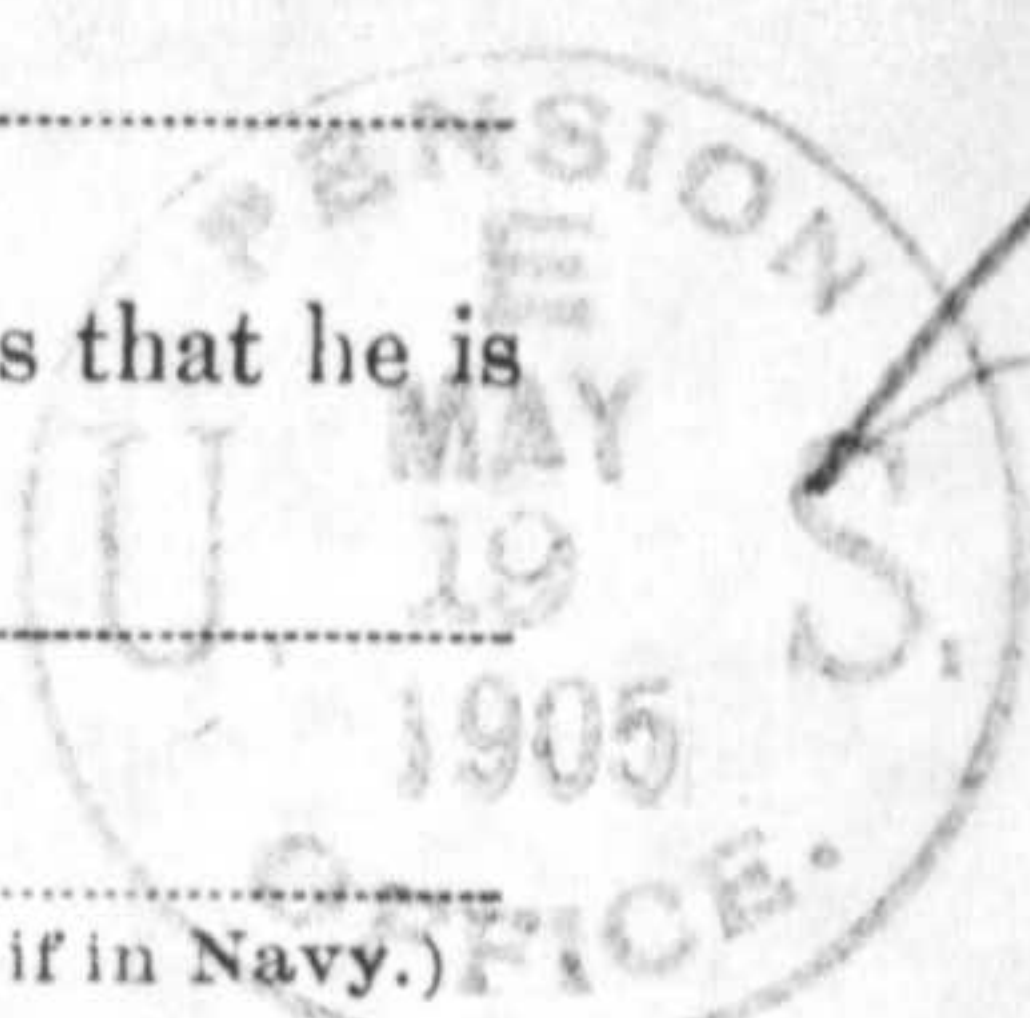 PENSION
E
s that he is
MAY
U. S.
19
1905
OFFICE.
if in Navy.)